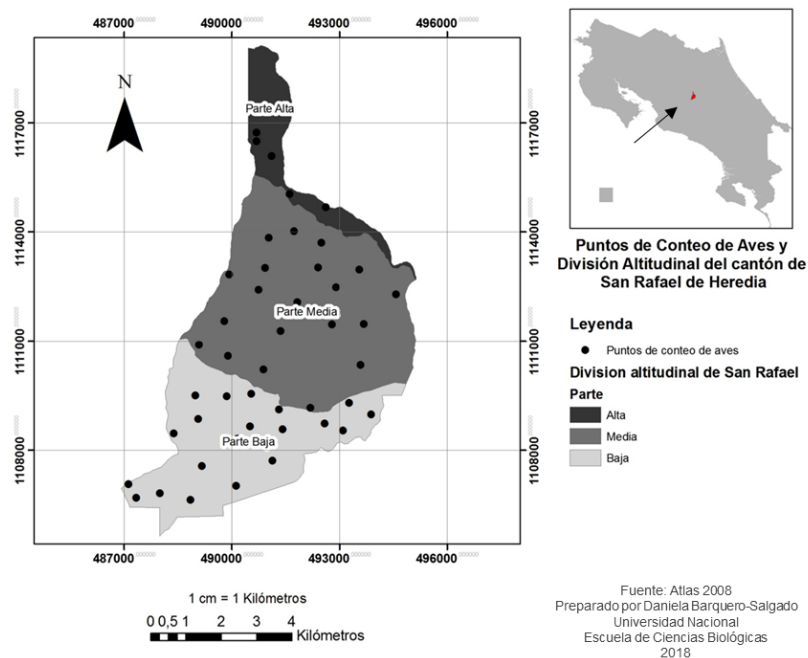 487000 490000 493000 496000
N
Parte Alta
1117000 1117000
1114000 1114000
Parte Media
1111000 1111000
Parte Baja
1108000 1108000
487000 490000 493000 496000
1 cm = 1 Kilómetros
0 0,5 1 2 3 4
Kilómetros
Puntos de Conteo de Aves y
División Altitudinal del cantón de
San Rafael de Heredia
Leyenda
Puntos de conteo de aves
Division altitudinal de San Rafael
Parte
Alta
Media
Baja
Fuente: Atlas 2008
Preparado por Daniela Barquero-Salgado
Universidad Nacional
Escuela de Ciencias Biológicas
2018